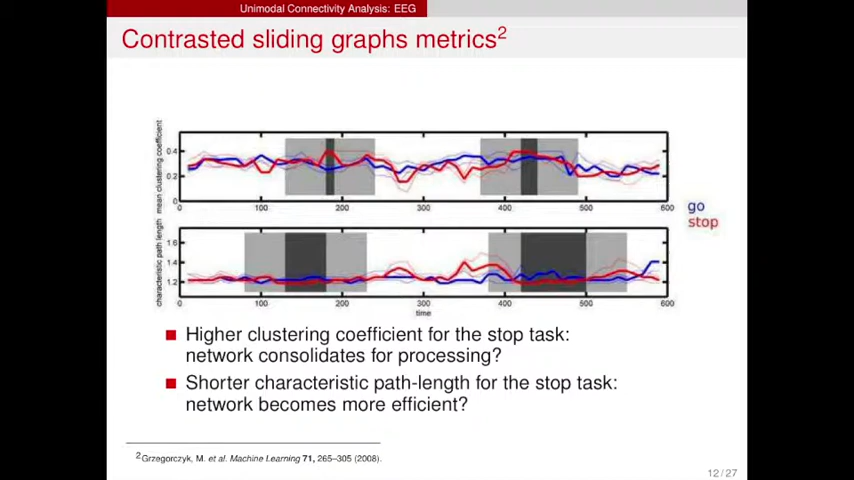 Unimodal Connectivity Analysis: EEG
Contrasted sliding graphs metrics2
mean clustering coefficient
0.4
0.2
0
0 100 200 300 400 500 600
go
stop
characteristic path length
1.6
1.4
1.2
0 100 200 300 400 500 600
time
Higher clustering coefficient for the stop task:
network consolidates for processing?
Shorter characteristic path-length for the stop task:
network becomes more efficient?
2Grzegorczyk, M. et al. Machine Learning 71, 265–305 (2008).
12 / 27